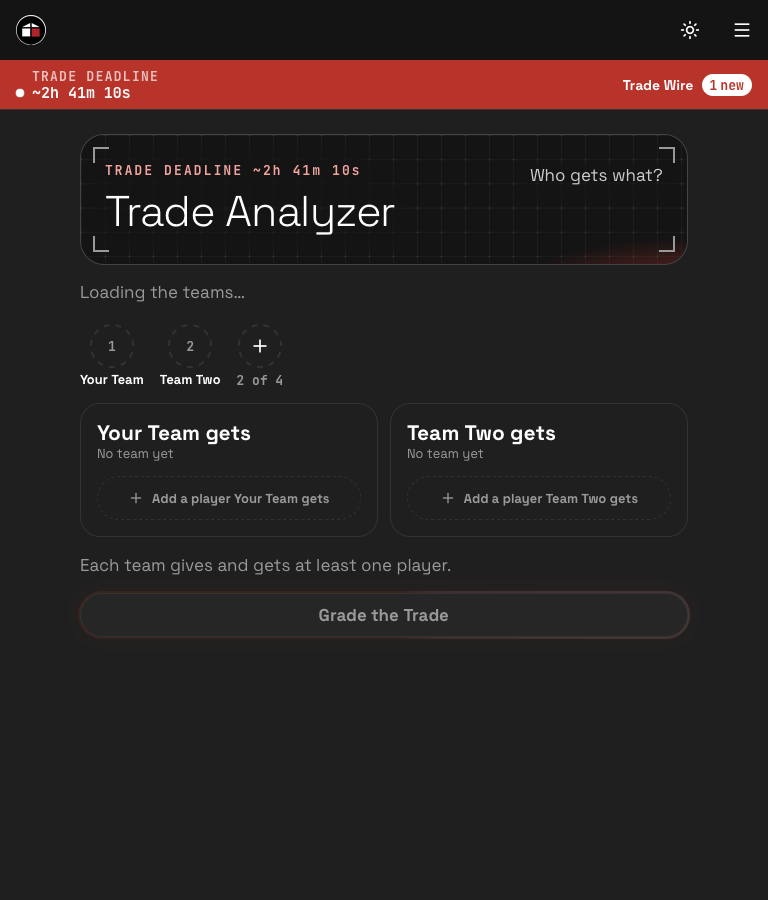 TRADE DEADLINE
~2h 41m 10s
Trade Wire
1 new
TRADE DEADLINE ~2h 41m 10s
Who gets what?
Trade Analyzer
Loading the teams…
1
2
Your Team
Team Two
2 of 4
Your Team gets
No team yet
Add a player Your Team gets
Team Two gets
No team yet
Add a player Team Two gets
Each team gives and gets at least one player.
Grade the Trade